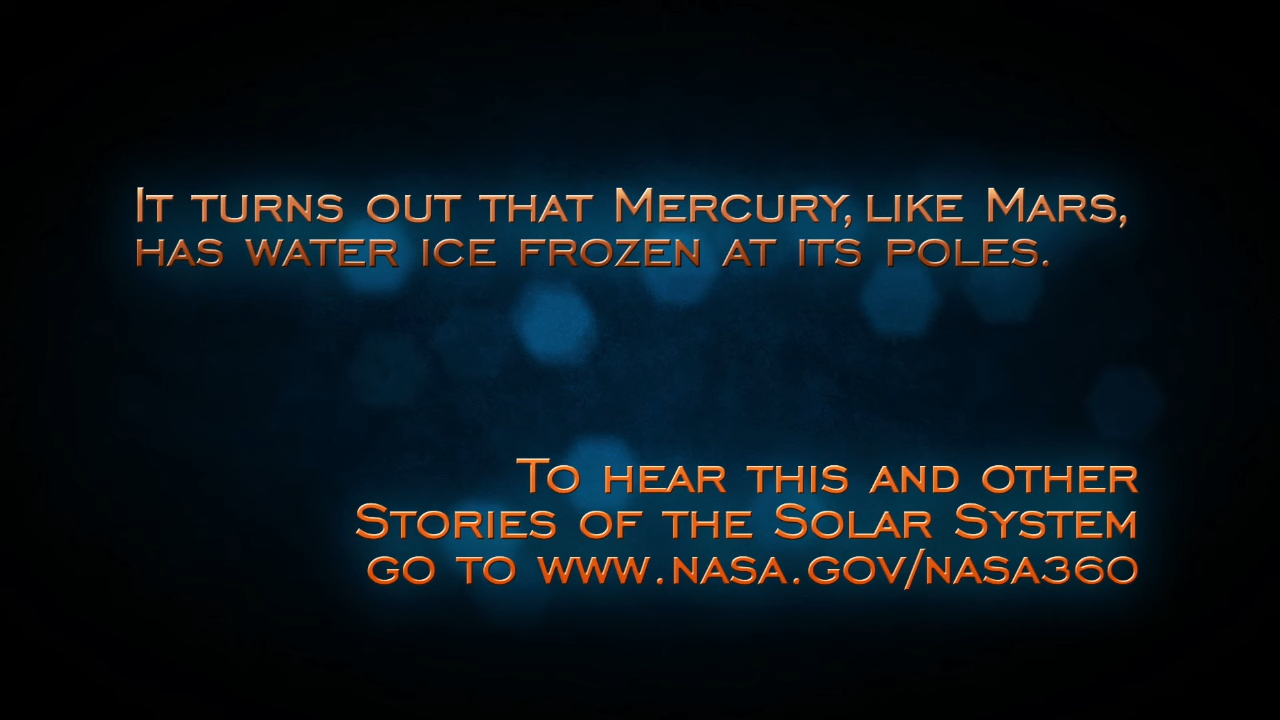 It turns out that Mercury, like Mars,
has water ice frozen at its poles.
To hear this and other
Stories of the Solar System
go to www.nasa.gov/nasa360